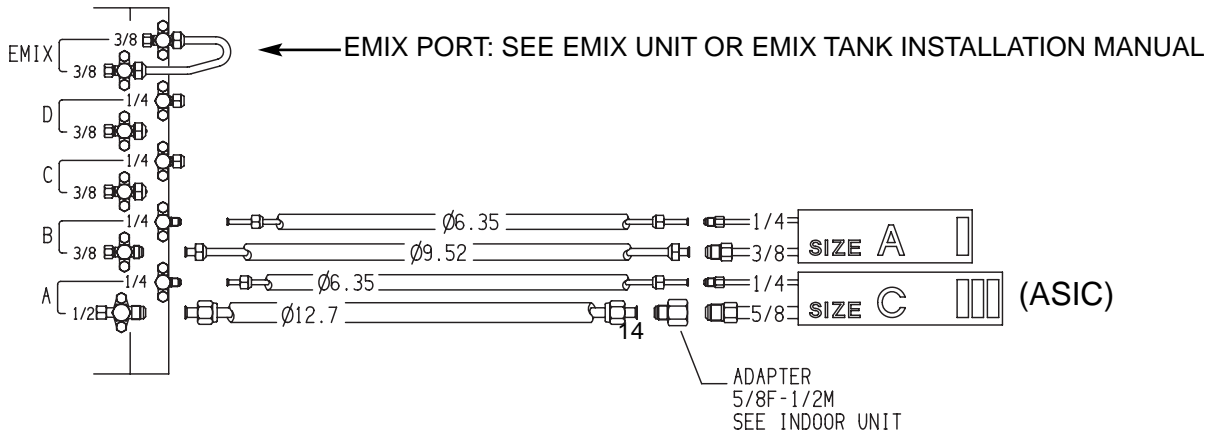 3/8
EMIX PORT: SEE EMIX UNIT OR EMIX TANK INSTALLATION MANUAL
EMIX
3/8
1/4
D
3/8
1/4
C
3/8
1/4
Ø6.35
1/4
B
SIZE A
3/8
Ø9.52
3/8
1/4
Ø6.35
1/4
A
SIZE C
(ASIC)
1/2
Ø12.7
5/8
14
ADAPTER
5/8F-1/2M
SEE INDOOR UNIT